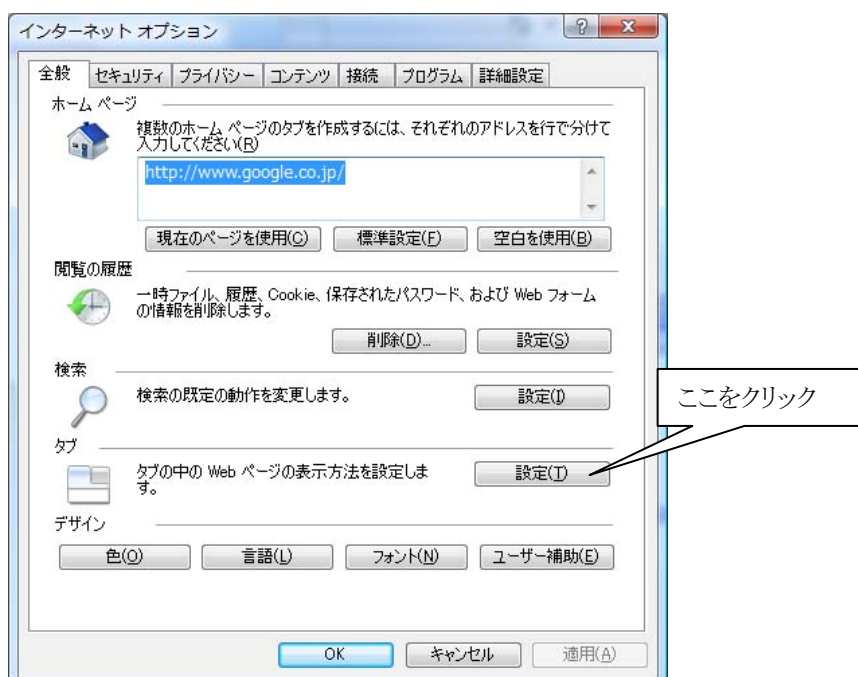 インターネット オプション
全般 セキュリティ プライバシー コンテンツ 接続 プログラム 詳細設定
ホーム ページ
複数のホーム ページのタブを作成するには、それぞれのアドレスを行で分けて
入力してください(R)
http://www.google.co.jp/
現在のページを使用(C) 標準設定(F) 空白を使用(B)
閲覧の履歴
一時ファイル、履歴、Cookie、保存されたパスワード、および Web フォーム
の情報を削除します。
削除(D)... 設定(S)
検索
検索の既定の動作を変更します。 設定(I)
ここをクリック
タブ
タブの中の Web ページの表示方法を設定しま
す。
設定(T)
デザイン
色(O) 言語(L) フォント(N) ユーザー補助(E)
OK キャンセル 適用(A)